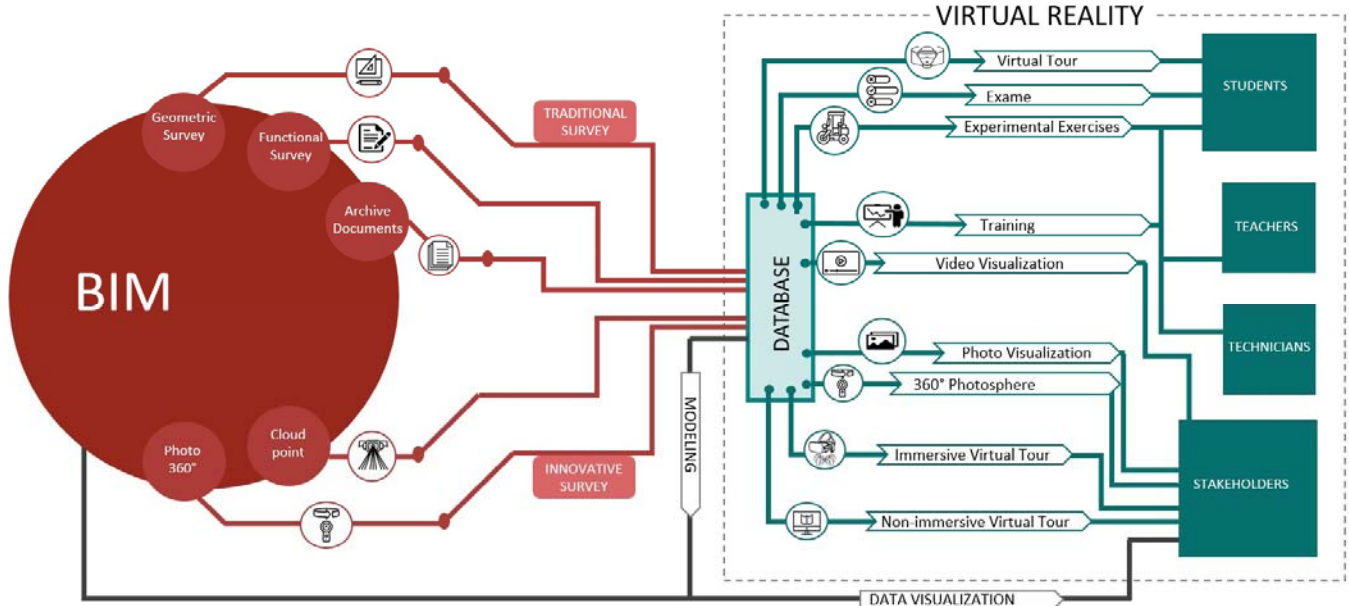 VIRTUAL REALITY
Geometric
Survey
Functional
Survey
Archive
Documents
BIM
Cloud
point
Photo
360°
TRADITIONAL
SURVEY
INNOVATIVE
SURVEY
MODELING
DATA VISUALIZATION
DATABASE
Virtual Tour
Exame
Experimental Exercises
Training
Video Visualization
Photo Visualization
360° Photosphere
Immersive Virtual Tour
Non-immersive Virtual Tour
STUDENTS
TEACHERS
TECHNICIANS
STAKEHOLDERS